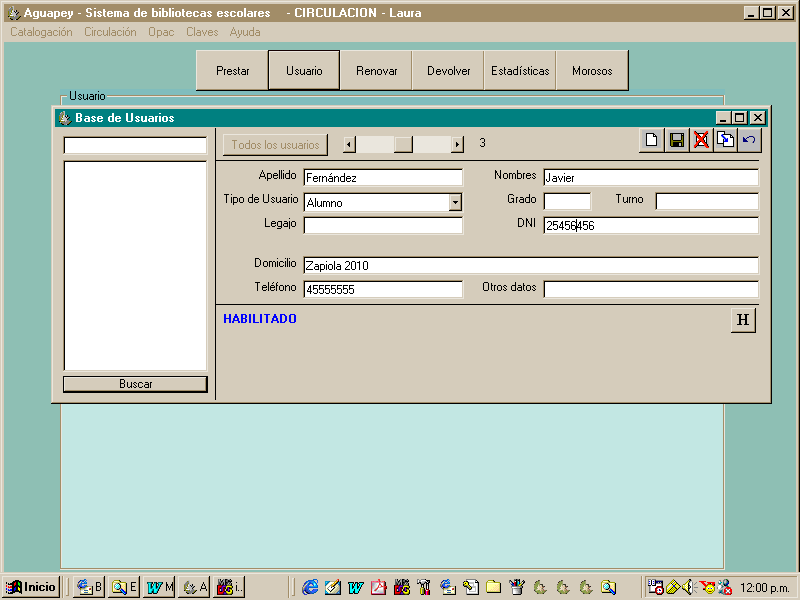 Aguapey - Sistema de bibliotecas escolares - CIRCULACION - Laura
Catalogación Circulación Opac Claves Ayuda
Prestar Usuario Renovar Devolver Estadísticas Morosos
Usuario
Base de Usuarios
Todos los usuarios 3
Apellido Fernández Nombres Javier
Tipo de Usuario Alumno Grado Turno
Legajo DNI 25456456
Domicilio Zapiola 2010
Teléfono 45555555 Otros datos
HABILITADO H
Buscar
Inicio B E M A i.. 12:00 p.m.